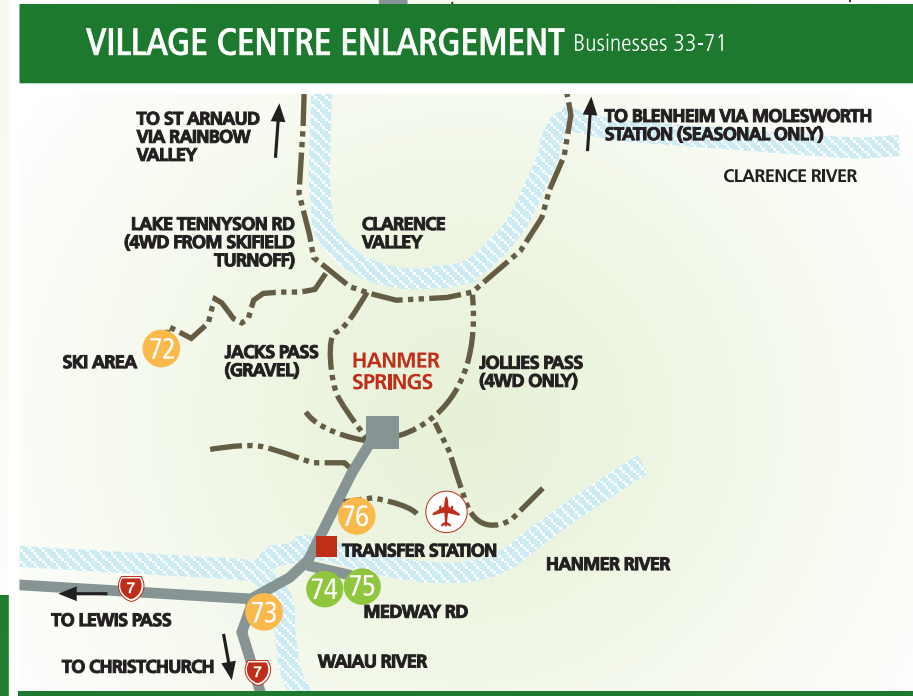 VILLAGE CENTRE ENLARGEMENT Businesses 33-71
TO ST ARNAUD
VIA RAINBOW
VALLEY
TO BLENHEIM VIA MOLESWORTH
STATION (SEASONAL ONLY)
CLARENCE RIVER
LAKE TENNYSON RD
(4WD FROM SKIFIELD
TURNOFF)
CLARENCE
VALLEY
SKI AREA
72
JACKS PASS
(GRAVEL)
HANMER
SPRINGS
JOLLIES PASS
(4WD ONLY)
76
TRANSFER STATION
HANMER RIVER
74
75
MEDWAY RD
7
TO LEWIS PASS
73
TO CHRISTCHURCH
7
WAIAU RIVER